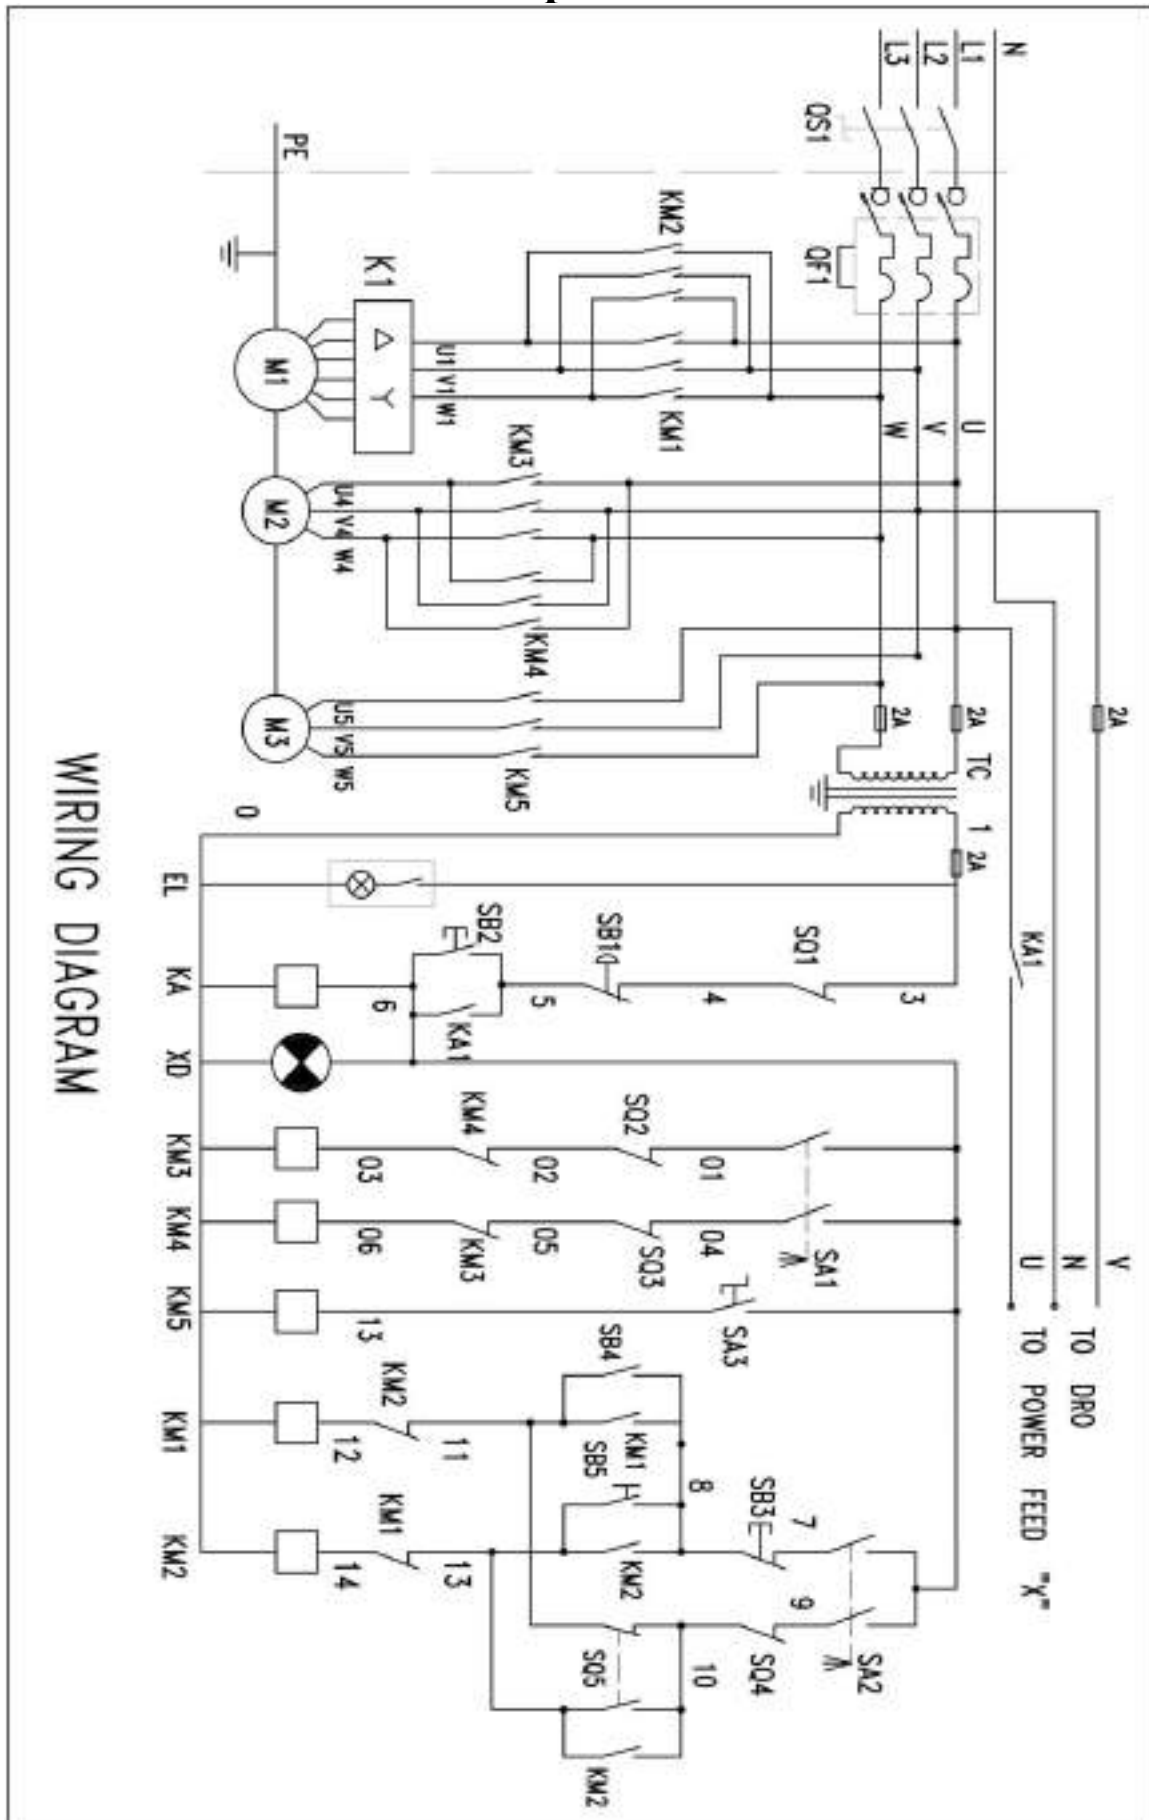 N
L1
L2
L3
QS1
QF1
PE
KM2
K1
Δ Y
M1
U1 V1 W1
KM1
U
V
W
KM3
M2
U4 V4 W4
KM4
M3
U5 V5 W5
KM5
2A
2A
2A
TC
1
2A
0
EL
KA
XD
KM3
KM4
KM5
KM1
KM2
SB2
KA1
6
5
SB1
4
SQ1
3
KA1
KM4
03
02
SQ2
01
06
KM3
05
SQ3
04
SA1
V
N
U
TO DRO
TO POWER FEED "X"
13
SA3
SB4
KM2
12
11
KM1
SB5
8
SB3
7
SA2
KM1
14
13
KM2
9
SQ5
10
SQ4
KM2
WIRING DIAGRAM